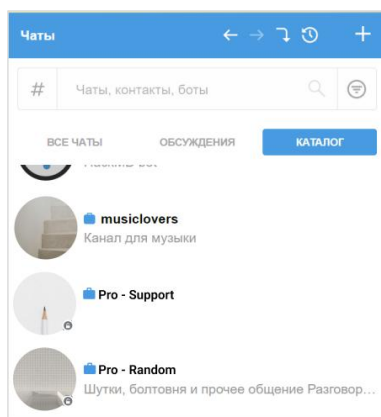 Чаты
#
Чаты, контакты, боты
ВСЕ ЧАТЫ ОБСУЖДЕНИЯ КАТАЛОГ
musiclovers
Канал для музыки
Pro - Support
Pro - Random
Шутки, болтовня и прочее общение Разговор...